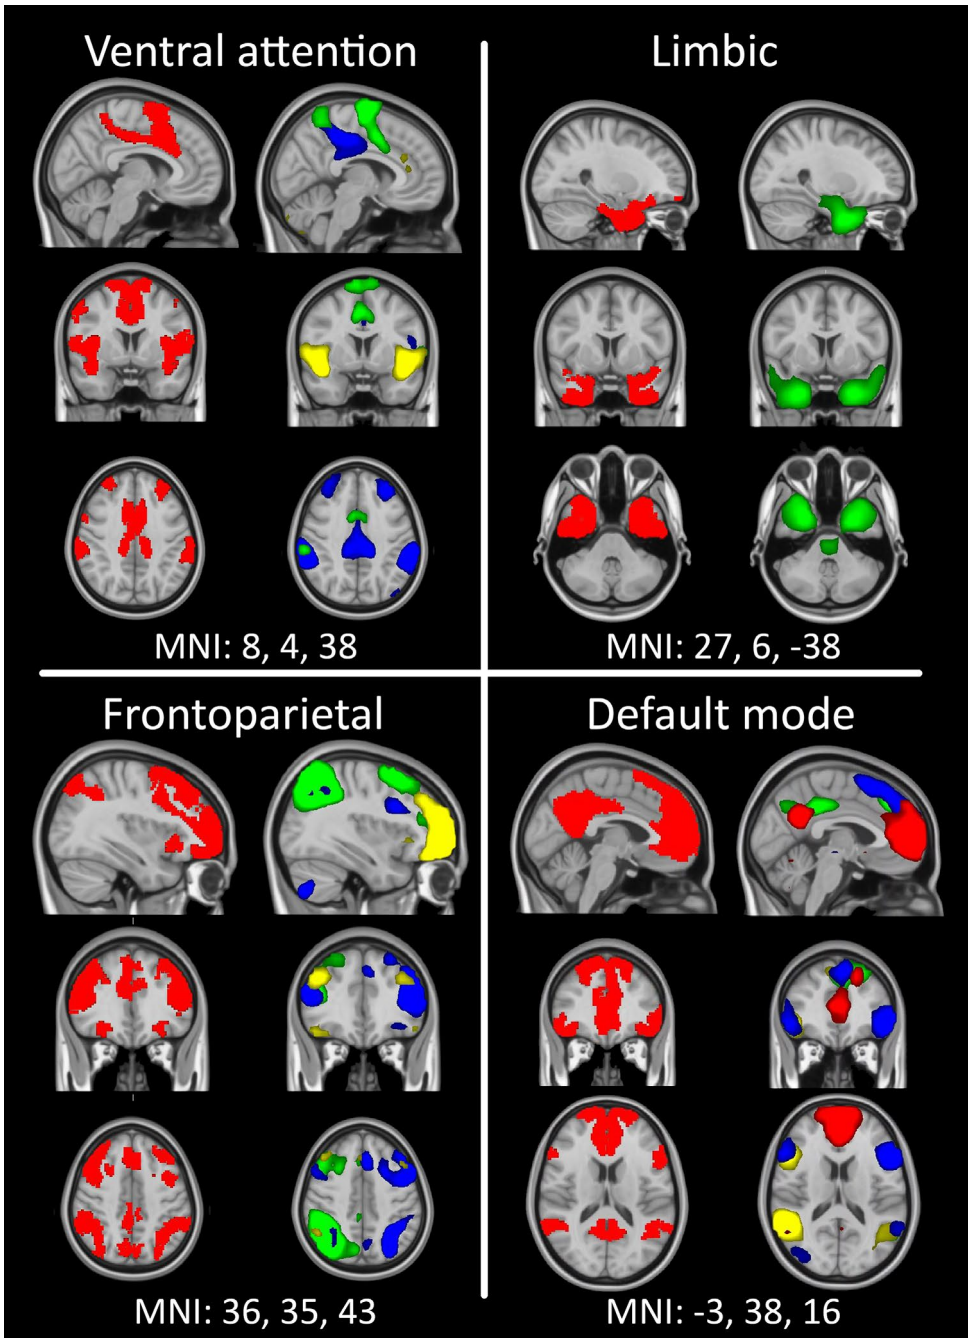 Ventral attention
Limbic
MNI: 8, 4, 38
MNI: 27, 6, -38
Frontoparietal
Default mode
MNI: 36, 35, 43
MNI: -3, 38, 16